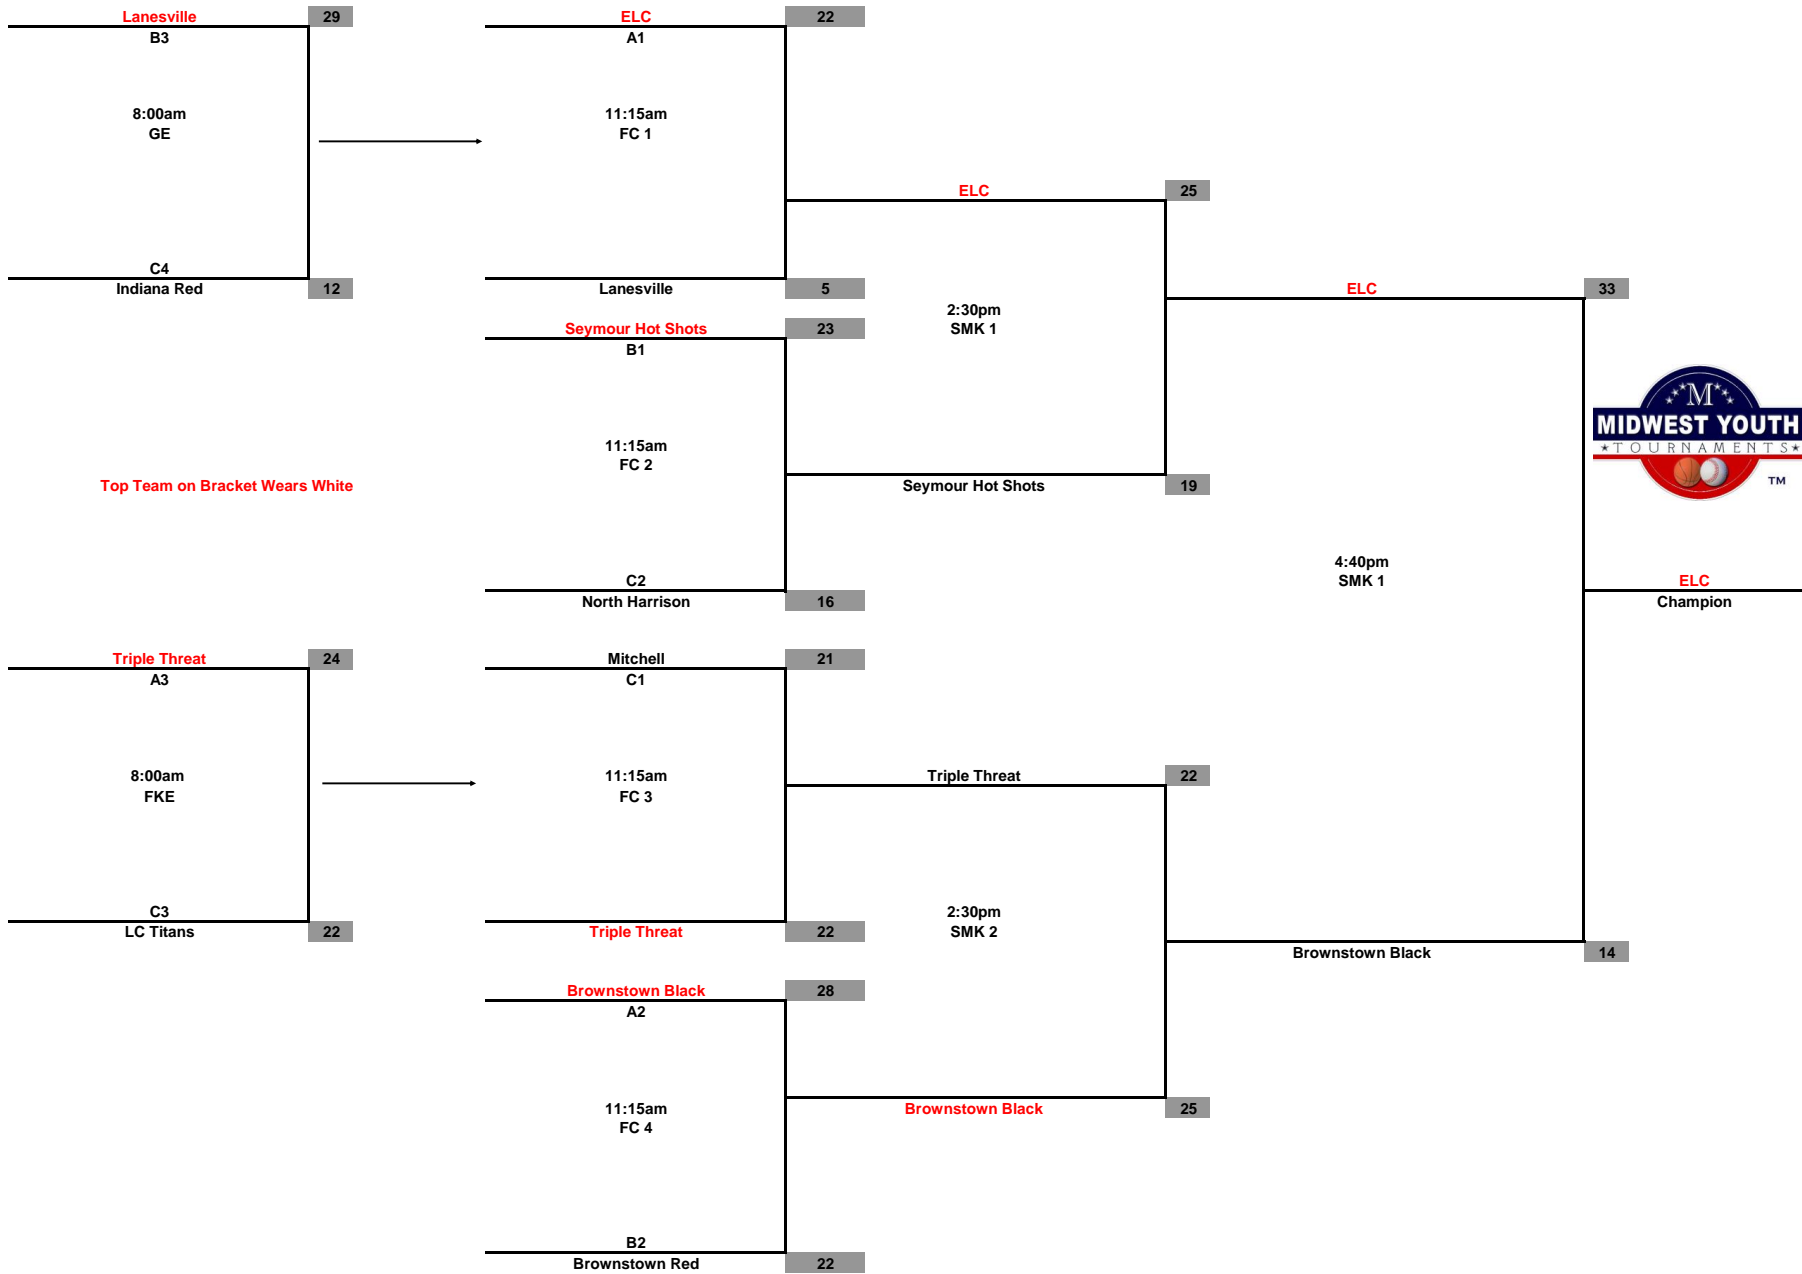 Lanesville 29
B3
8:00am
GE
C4
Indiana Red 12
ELC 22
A1
11:15am
FC 1
Lanesville 5
Seymour Hot Shots 23
B1
11:15am
FC 2
C2
North Harrison 16
Top Team on Bracket Wears White
ELC 25
2:30pm
SMK 1
Seymour Hot Shots 19
ELC 33
4:40pm
SMK 1
M
MIDWEST YOUTH
TOURNAMENTS
TM
ELC
Champion
Triple Threat 24
A3
8:00am
FKE
C3
LC Titans 22
Mitchell 21
C1
11:15am
FC 3
Triple Threat 22
Brownstown Black 28
A2
11:15am
FC 4
B2
Brownstown Red 22
Triple Threat 22
2:30pm
SMK 2
Brownstown Black 25
Brownstown Black 14